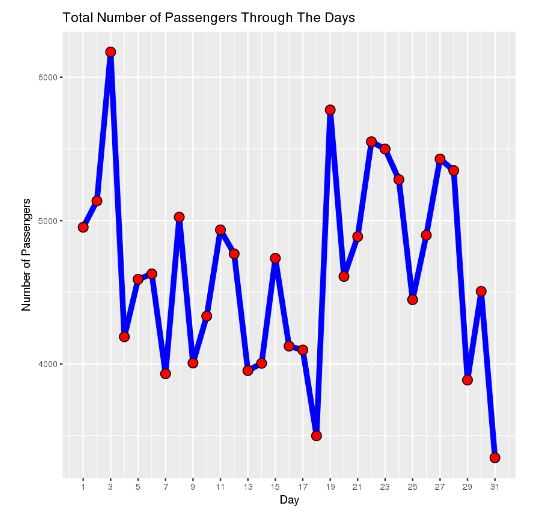 Total Number of Passengers Through The Days
Number of Passengers
6000
5000
4000
1 3 5 7 9 11 13 15 17 19 21 23 25 27 29 31
Day